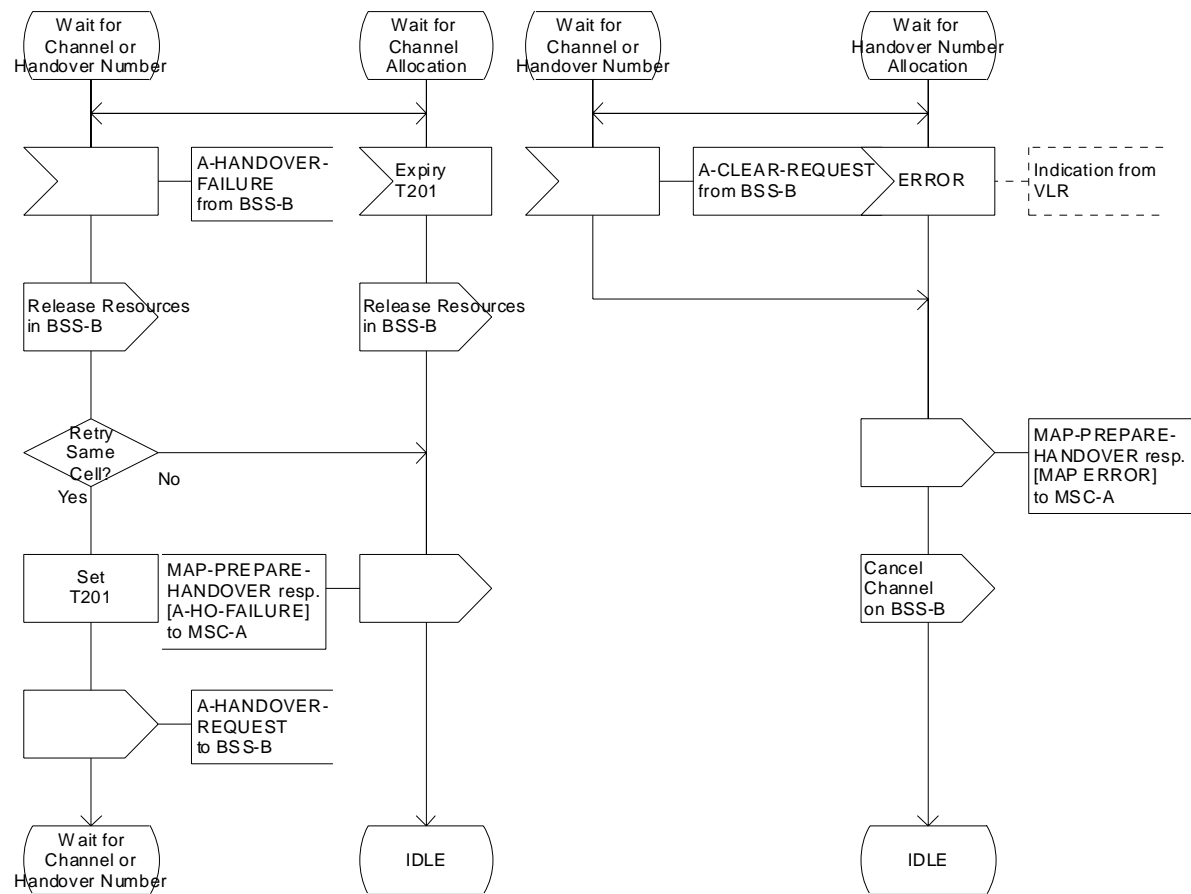 Wait for
Channel or
Handover Number
Wait for
Channel
Allocation
Wait for
Channel or
Handover Number
Wait for
Handover Number
Allocation
A-HANDOVER-
FAILURE
from BSS-B
Expiry
T201
A-CLEAR-REQUEST
from BSS-B
ERROR
Indication from
VLR
Release Resources
in BSS-B
Release Resources
in BSS-B
Retry
Same
Cell?
No
Yes
MAP-PREPARE-
HANDOVER resp.
[MAP ERROR]
to MSC-A
Set
T201
MAP-PREPARE-
HANDOVER resp.
[A-HO-FAILURE]
to MSC-A
Cancel
Channel
on BSS-B
A-HANDOVER-
REQUEST
to BSS-B
Wait for
Channel or
Handover Number
IDLE
IDLE